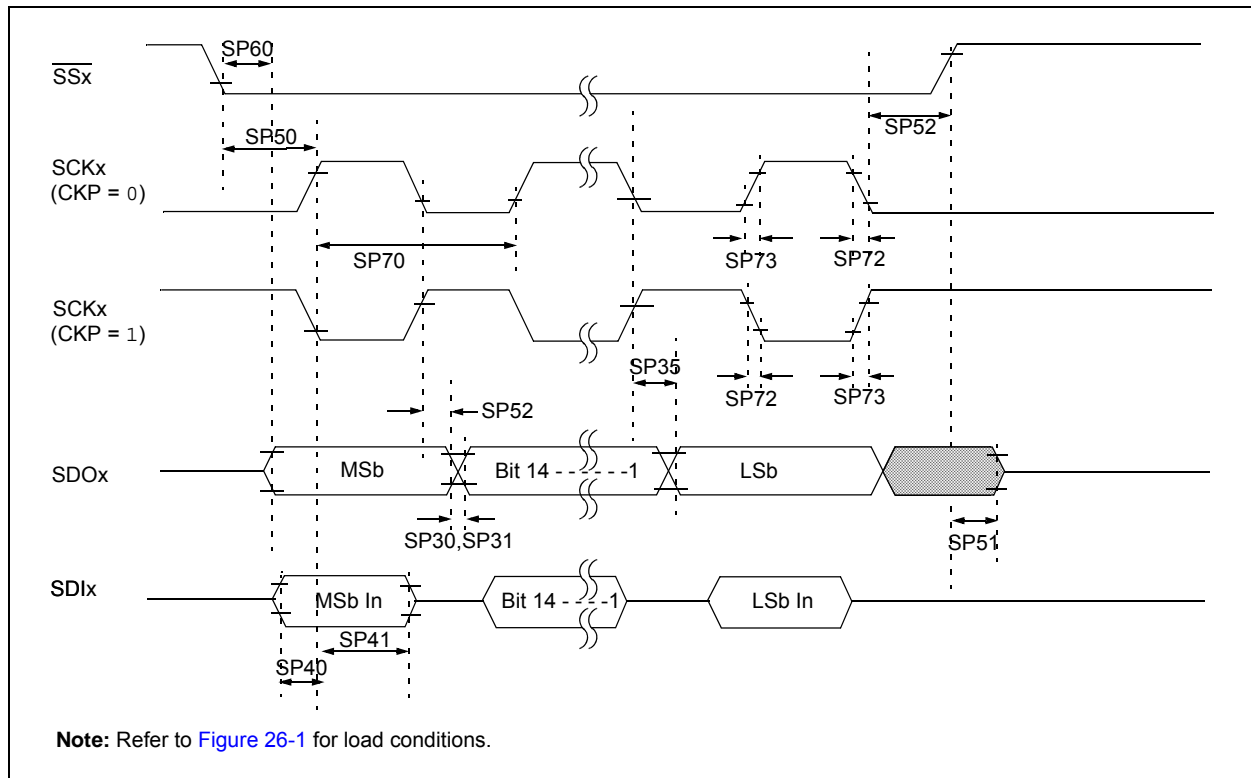 SP60
SSx
SP50
SP52
SCKx
(CKP = 0)
SP70
SP73
SP72
SCKx
(CKP = 1)
SP35
SP72
SP73
SP52
SDOx
MSb
Bit 14 - - - - - -1
LSb
SP30,SP31
SP51
SDIx
MSb In
Bit 14 - - - -1
LSb In
SP41
SP40
Note: Refer to Figure 26-1 for load conditions.